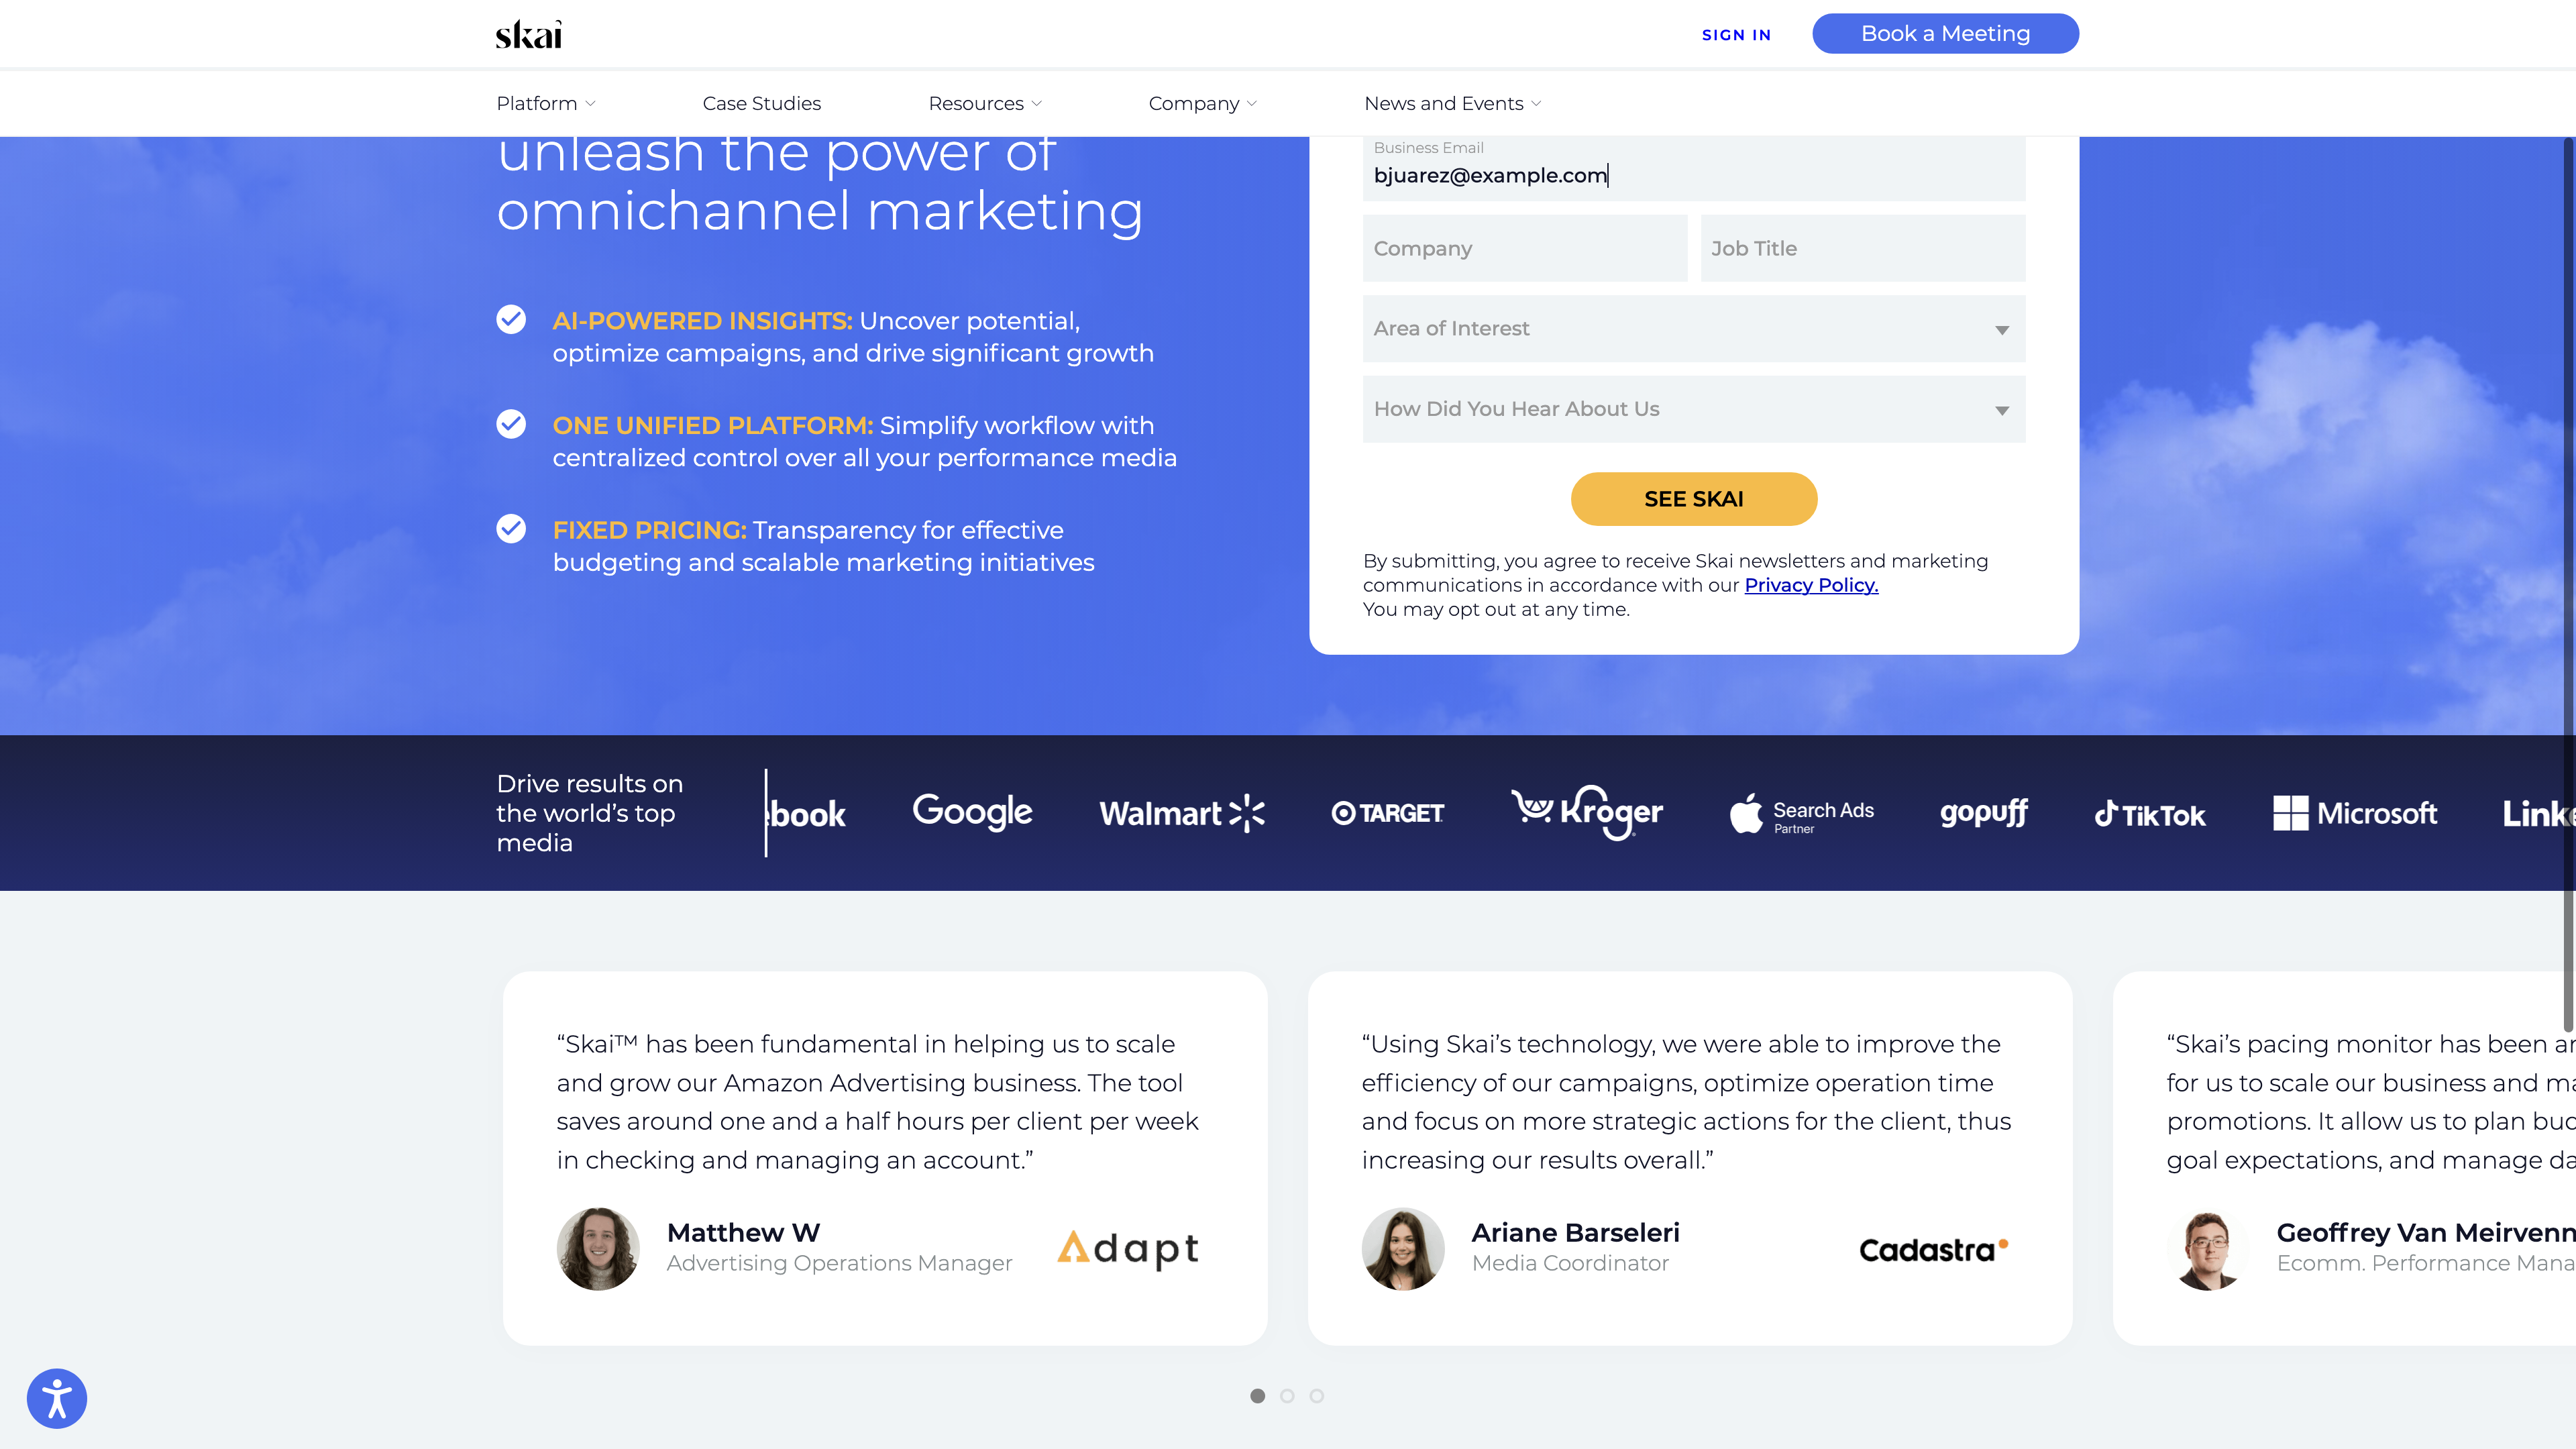 skai
SIGN IN
Book a Meeting
Platform
Case Studies
Resources
Company
News and Events
unleash the power of
omnichannel marketing
AI-POWERED INSIGHTS: Uncover potential,
optimize campaigns, and drive significant growth
ONE UNIFIED PLATFORM: Simplify workflow with
centralized control over all your performance media
FIXED PRICING: Transparency for effective
budgeting and scalable marketing initiatives
Business Email
bjuarez@example.com
Company
Job Title
Area of Interest
How Did You Hear About Us
SEE SKAI
By submitting, you agree to receive Skai newsletters and marketing
communications in accordance with our Privacy Policy.
You may opt out at any time.
Drive results on
the world's top
media
book
Google
Walmart
TARGET
Kroger
Search Ads
Partner
gopuff
TikTok
Microsoft
Link
“Skai™ has been fundamental in helping us to scale
and grow our Amazon Advertising business. The tool
saves around one and a half hours per client per week
in checking and managing an account.”
Matthew W
Advertising Operations Manager
Adapt
“Using Skai’s technology, we were able to improve the
efficiency of our campaigns, optimize operation time
and focus on more strategic actions for the client, thus
increasing our results overall.”
Ariane Barseleri
Media Coordinator
Cadastra
“Skai’s pacing monitor has been
for us to scale our business and
promotions. It allow us to plan
goal expectations, and manage
Geoffrey Van Meirvenn
Ecomm. Performance Mana